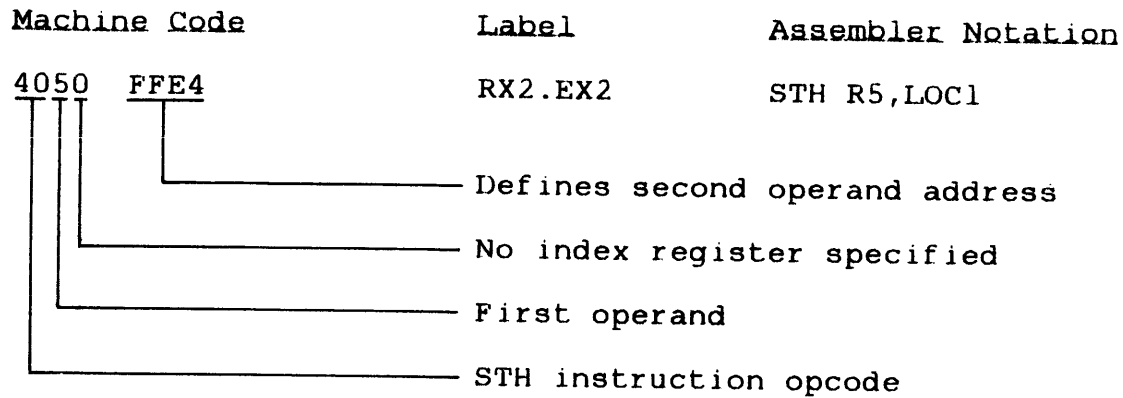 Machine Code Label Assembler Notation
4050 FFE4 RX2.EX2 STH R5,LOC1
Defines second operand address
No index register specified
First operand
STH instruction opcode